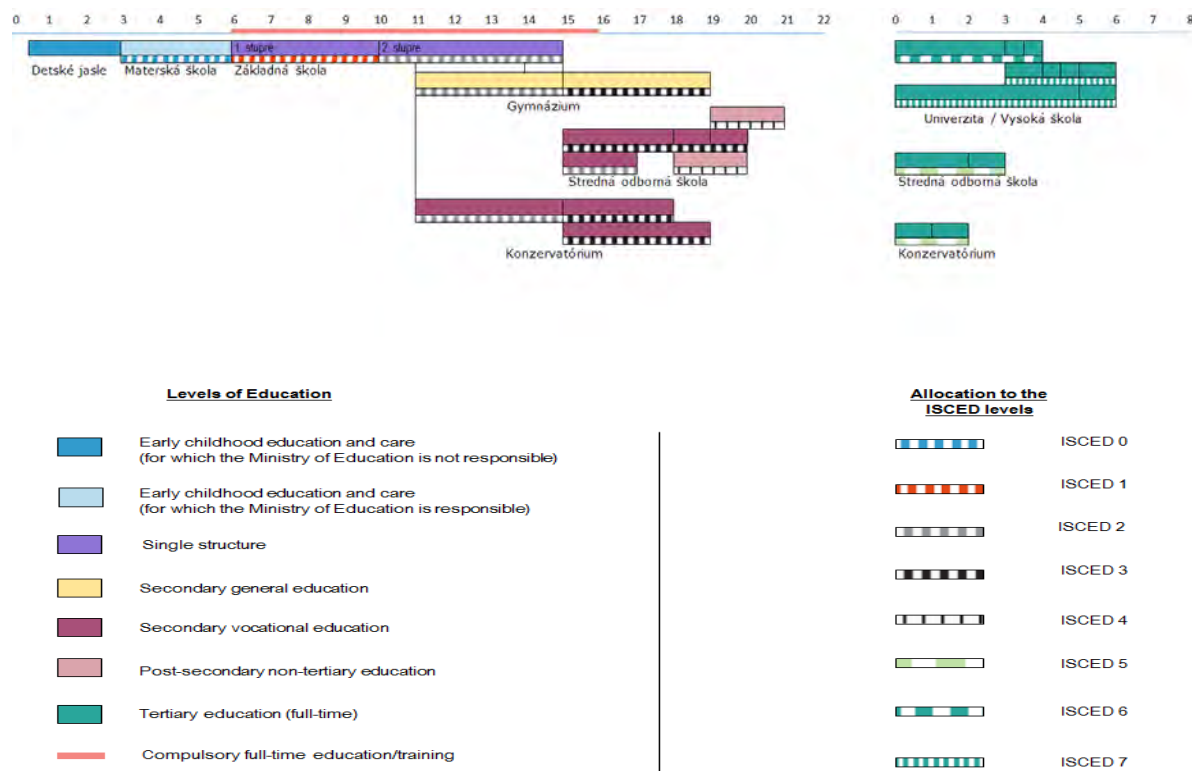 0 1 2 3 4 5 6 7 8 9 10 11 12 13 14 15 16 17 18 19 20 21 22
0 1 2 3 4 5 6 7 8
1. stupre 2. stupre
Detské jasle Materská škola Základná škola
Gymnázium
Univerzita / Vysoká škola
Stredná odborná škola
Stredná odborná škola
Konzervatórium
Konzervatórium
Levels of Education
Early childhood education and care
(for which the Ministry of Education is not responsible)
Early childhood education and care
(for which the Ministry of Education is responsible)
Single structure
Secondary general education
Secondary vocational education
Post-secondary non-tertiary education
Tertiary education (full-time)
Compulsory full-time education/training
Allocation to the
ISCED levels
ISCED 0
ISCED 1
ISCED 2
ISCED 3
ISCED 4
ISCED 5
ISCED 6
ISCED 7